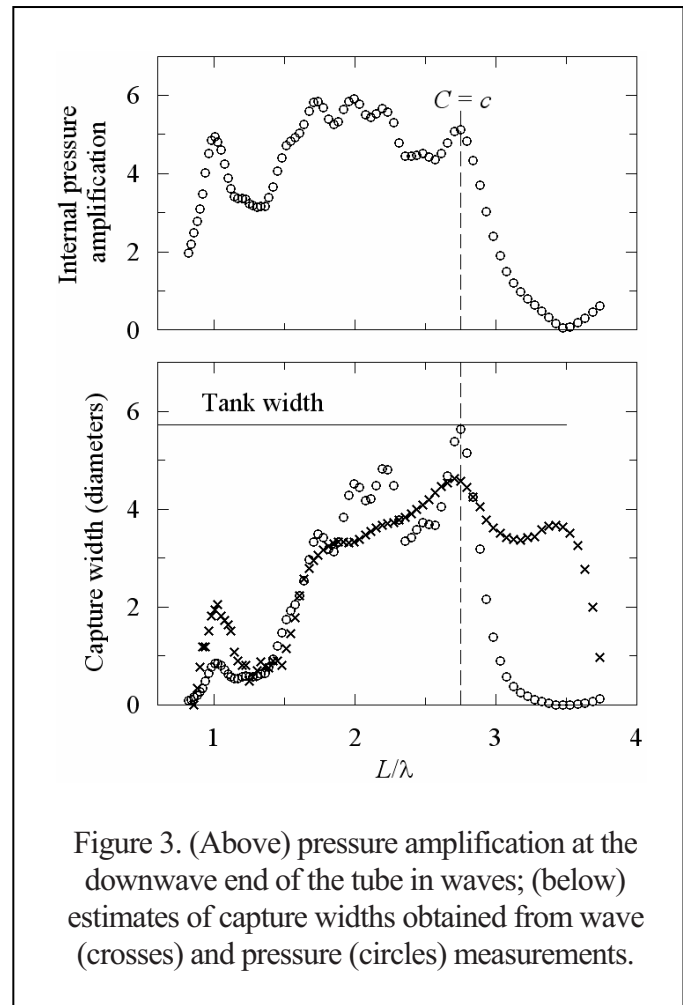 Internal pressure
amplification
6
4
2
0
C = c
Capture width (diameters)
6
4
2
0
Tank width
1
2
3
4
L/λ
Figure 3. (Above) pressure amplification at the
downwave end of the tube in waves; (below)
estimates of capture widths obtained from wave
(crosses) and pressure (circles) measurements.